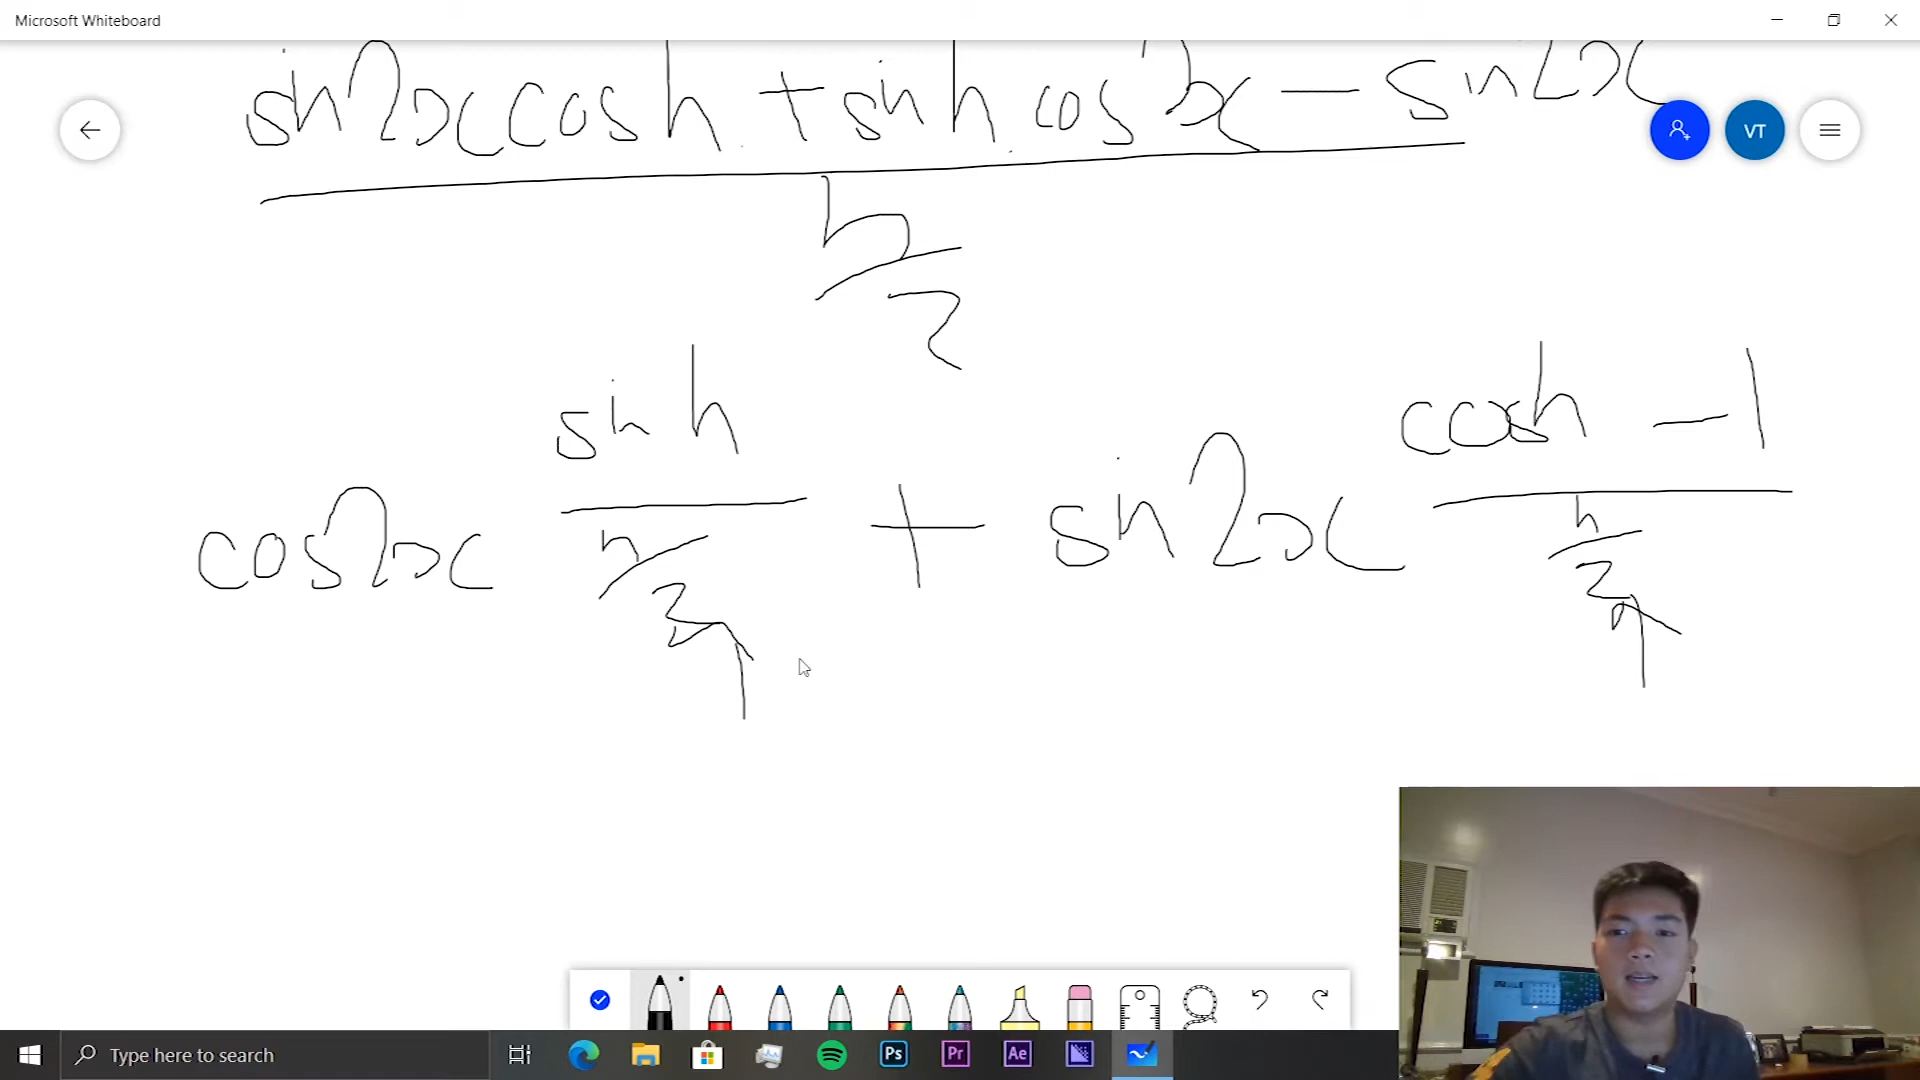 Microsoft Whiteboard
sin2x cosh + sinh cos2x - sin2x
VT
h/2
sin h
cosh - 1
cos2x
+
sin2x
h/2
h/2
Type here to search
Ps
Pr
Ae